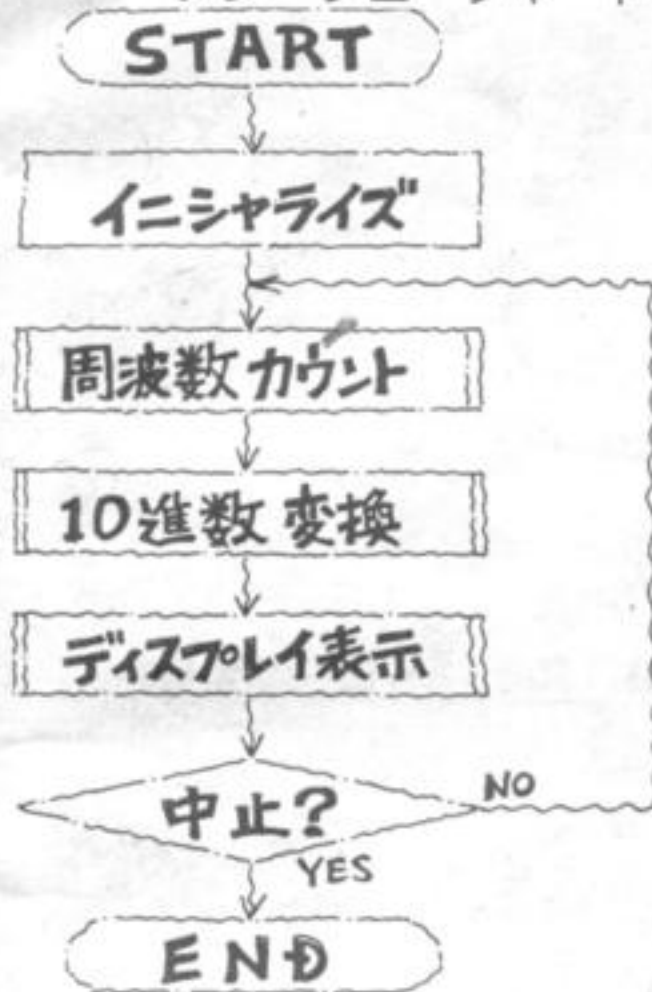 START
イニシャライズ
周波数カウント
10進数 変換
ディスプレイ表示
中止?
NO
YES
END